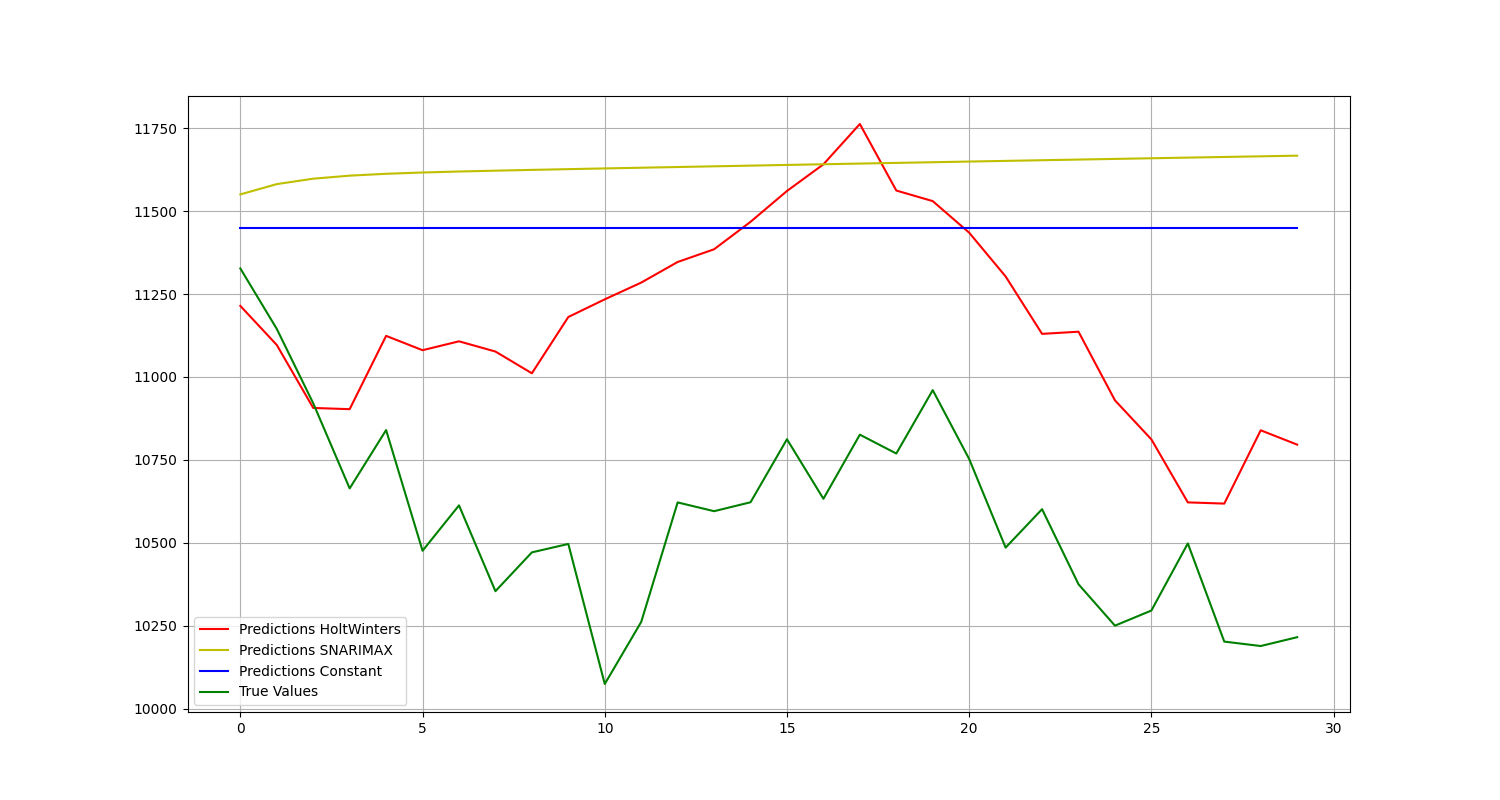 11750
11500
11250
11000
10750
10500
10250
10000
Predictions HoltWinters
Predictions SNARIMAX
Predictions Constant
True Values
0 5 10 15 20 25 30